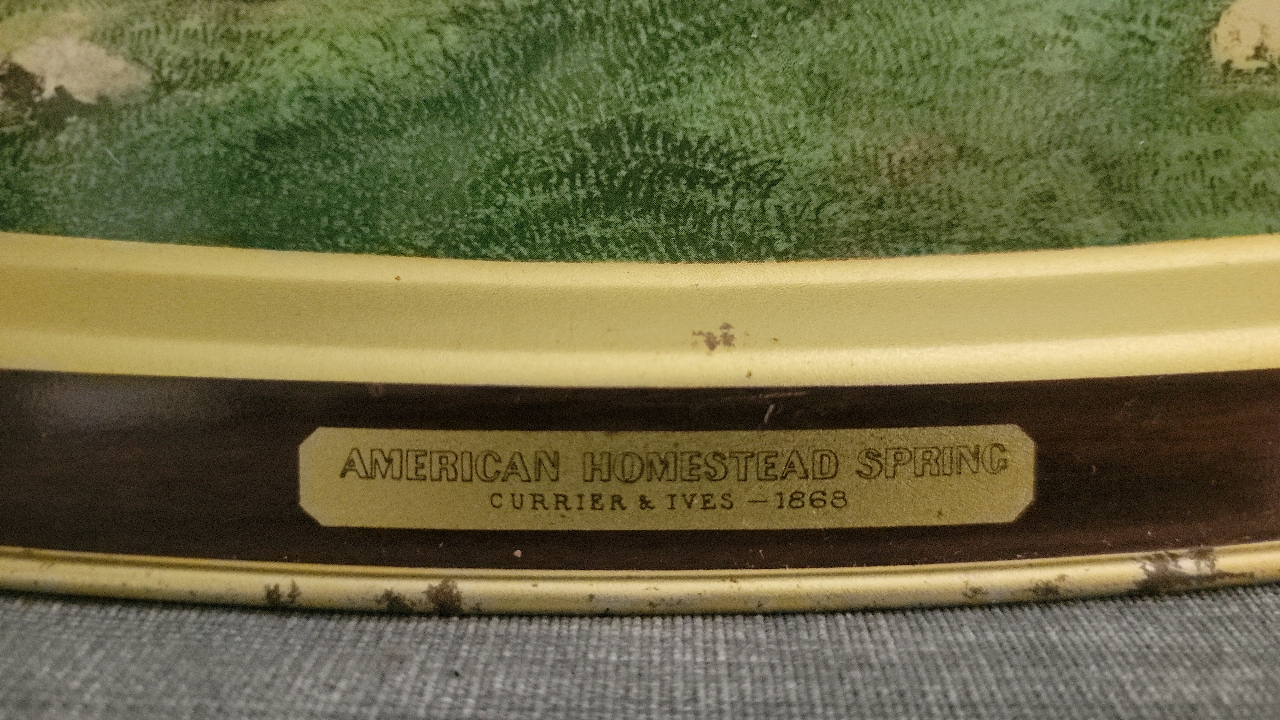 AMERICAN HOMESTEAD SPRING
CURRIER & IVES — 1868